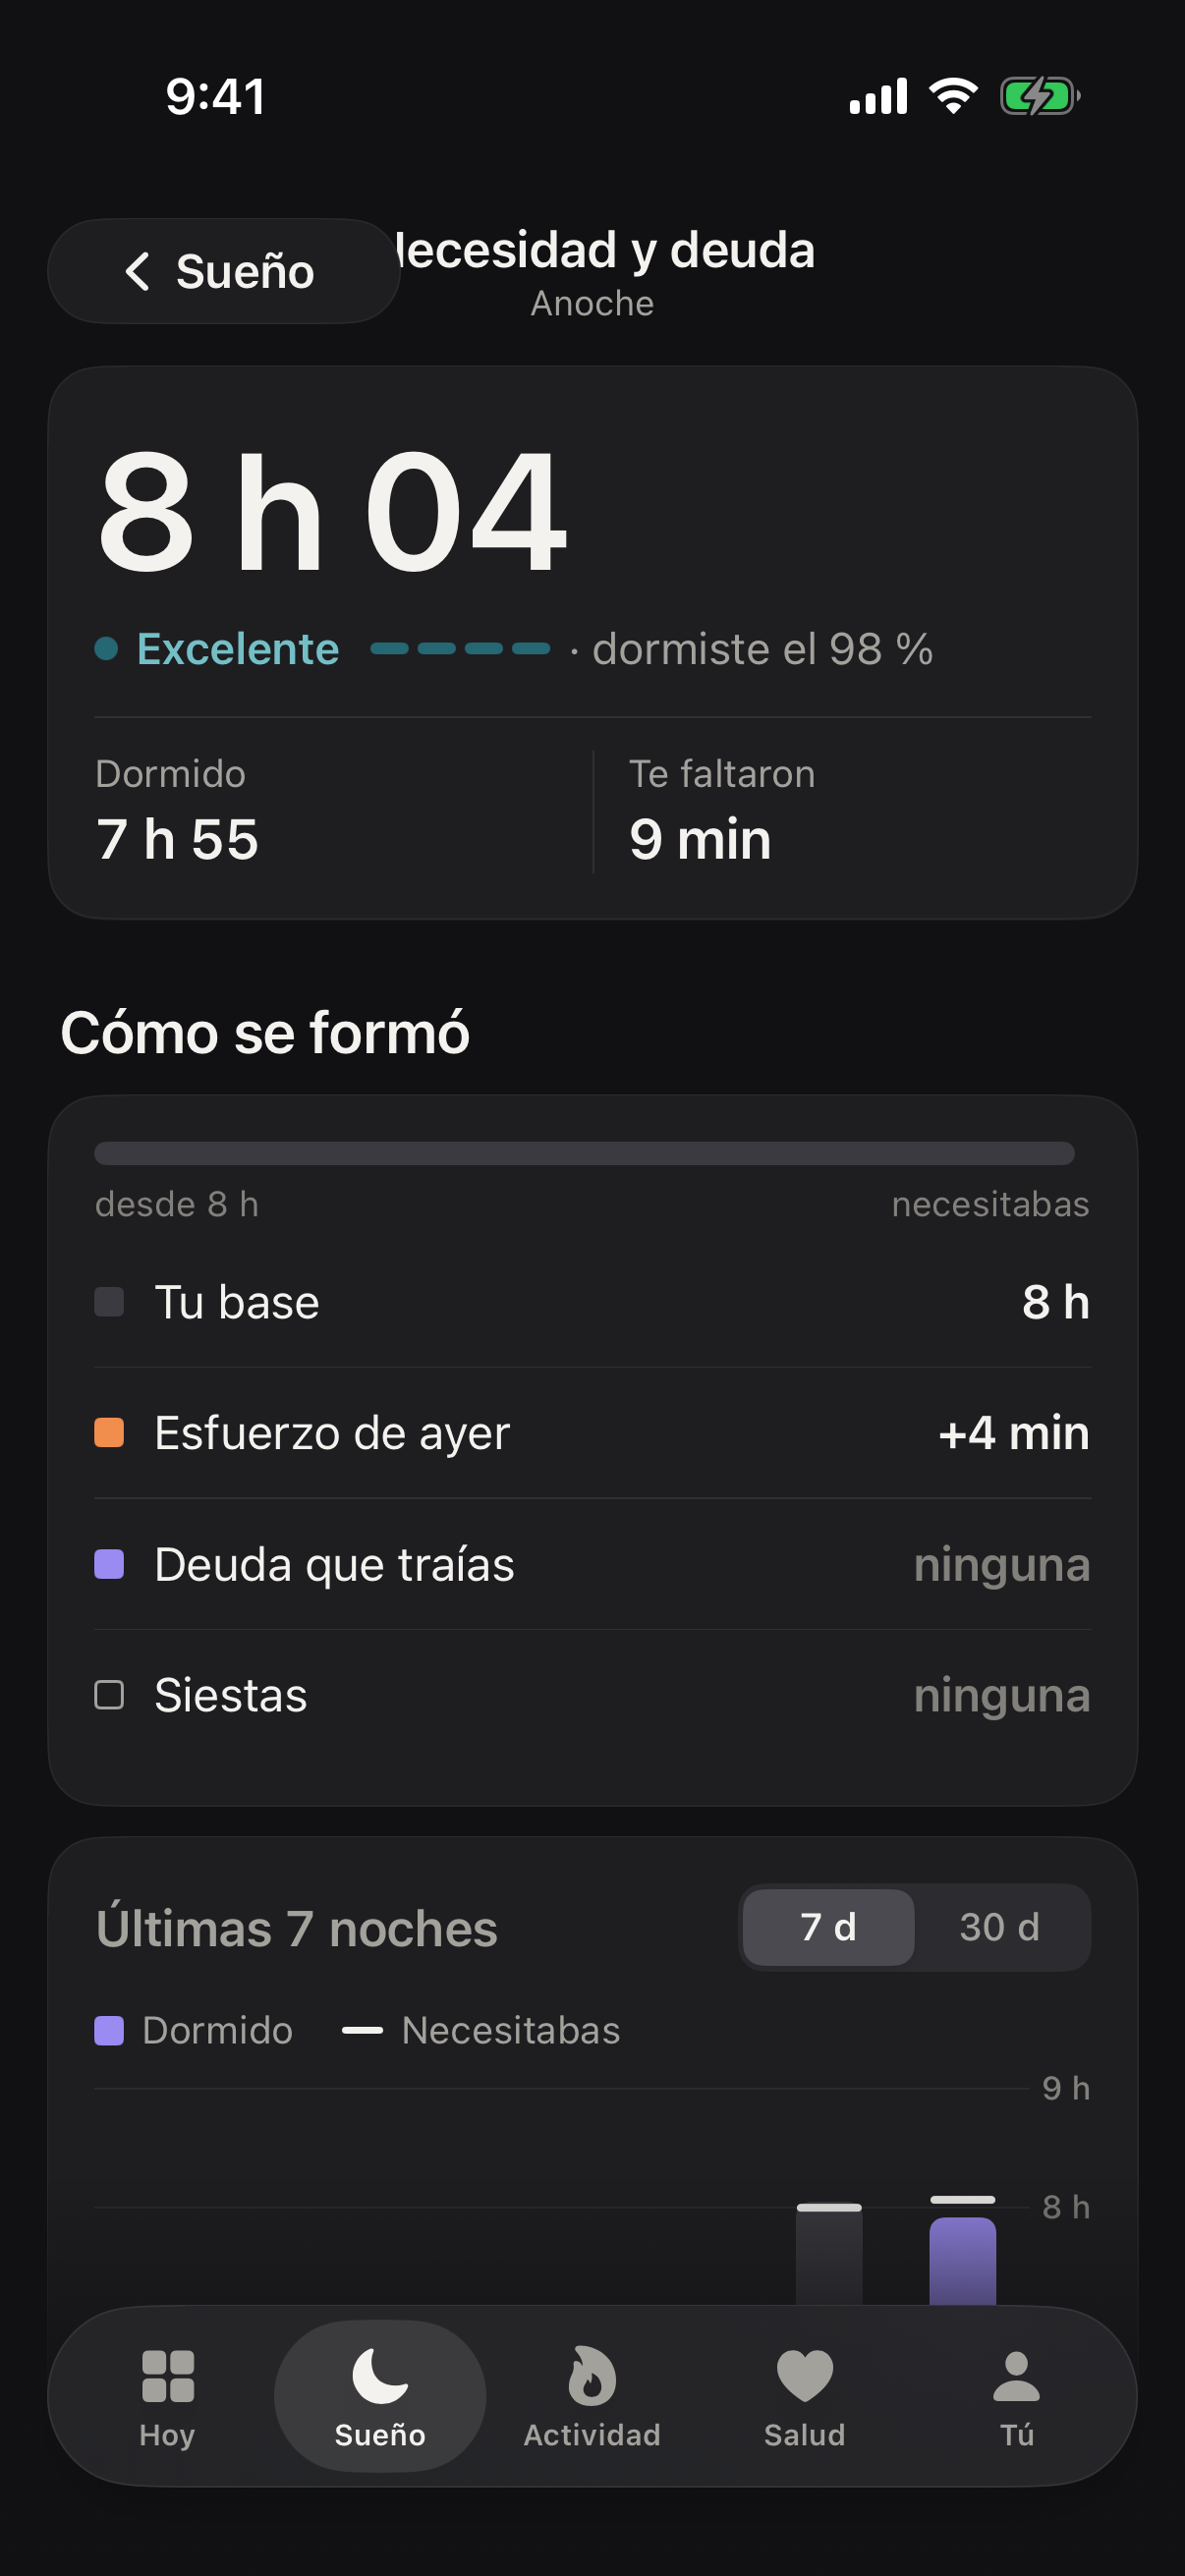 9:41
Sueño
ecesidad y deuda
Anoche
8 h 04
Excelente · dormiste el 98 %
Dormido
7 h 55
Te faltaron
9 min
Cómo se formó
desde 8 h
necesitabas
Tu base
8 h
Esfuerzo de ayer
+4 min
Deuda que traías
ninguna
Siestas
ninguna
Últimas 7 noches
7 d
30 d
Dormido
Necesitabas
9 h
8 h
Hoy
Sueño
Actividad
Salud
Tú